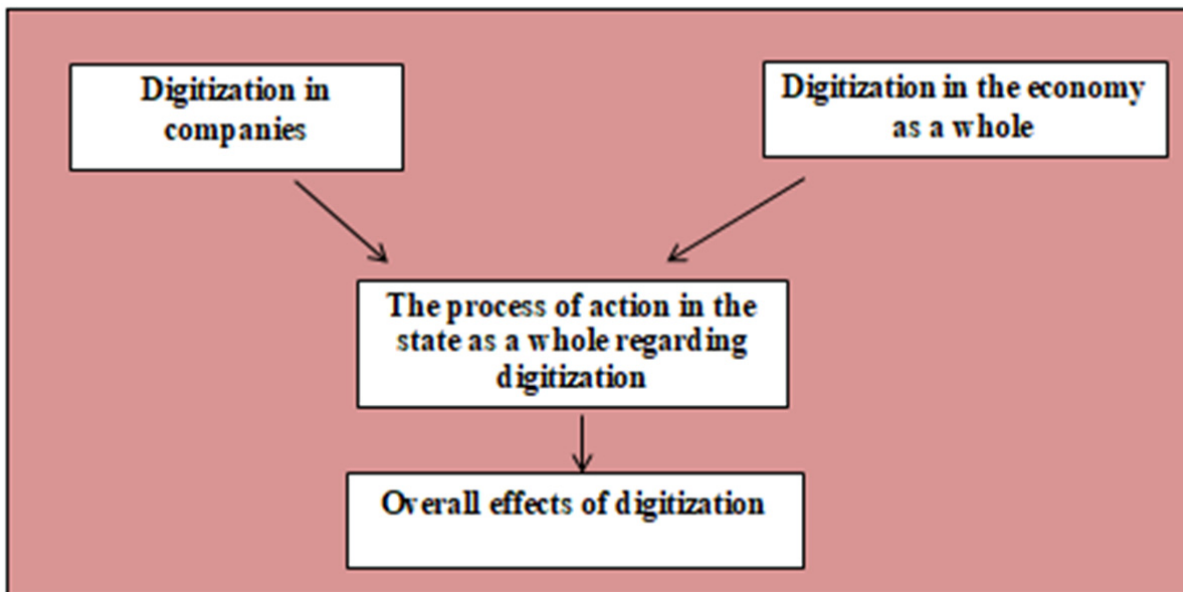 Digitization in
companies
Digitization in the economy
as a whole
The process of action in the
state as a whole regarding
digitization
Overall effects of digitization